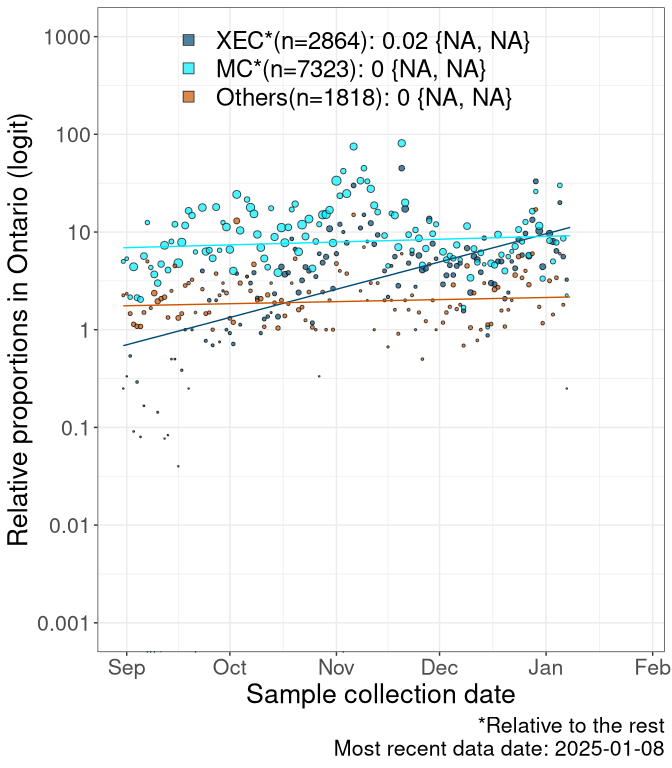 XEC*(n=2864): 0.02 {NA, NA}
MC*(n=7323): 0 {NA, NA}
Others(n=1818): 0 {NA, NA}
Relative proportions in Ontario (logit)
1000
100
10
1
0.1
0.01
0.001
Sep Oct Nov Dec Jan Feb
Sample collection date
*Relative to the rest
Most recent data date: 2025-01-08